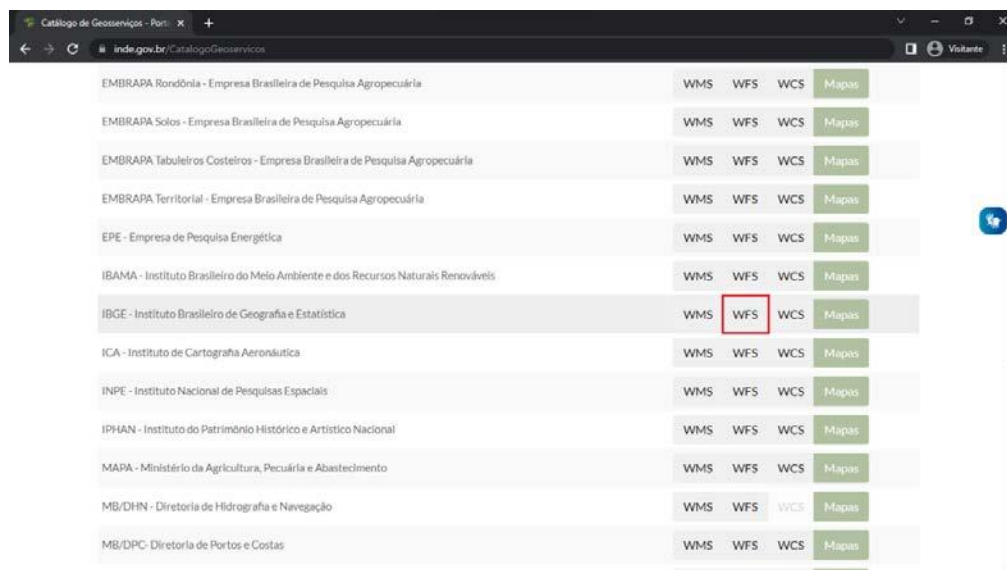 Catálogo de Geosserviços - Port
inde.gov.br/CatalogoGeoservicos
Visitante
EMBRAPA Rondônia - Empresa Brasileira de Pesquisa Agropecuária WMS WFS WCS Mapas
EMBRAPA Solos - Empresa Brasileira de Pesquisa Agropecuária WMS WFS WCS Mapas
EMBRAPA Tabuleiros Costeiros - Empresa Brasileira de Pesquisa Agropecuária WMS WFS WCS Mapas
EMBRAPA Territorial - Empresa Brasileira de Pesquisa Agropecuária WMS WFS WCS Mapas
EPE - Empresa de Pesquisa Energética WMS WFS WCS Mapas
IBAMA - Instituto Brasileiro do Meio Ambiente e dos Recursos Naturais Renováveis WMS WFS WCS Mapas
IBGE - Instituto Brasileiro de Geografia e Estatística WMS WFS WCS Mapas
ICA - Instituto de Cartografia Aeronáutica WMS WFS WCS Mapas
INPE - Instituto Nacional de Pesquisas Espaciais WMS WFS WCS Mapas
IPHAN - Instituto do Patrimônio Histórico e Artístico Nacional WMS WFS WCS Mapas
MAPA - Ministério da Agricultura, Pecuária e Abastecimento WMS WFS WCS Mapas
MB/DHN - Diretoria de Hidrografia e Navegação WMS WFS WCS Mapas
MB/DPC- Diretoria de Portos e Costas WMS WFS WCS Mapas